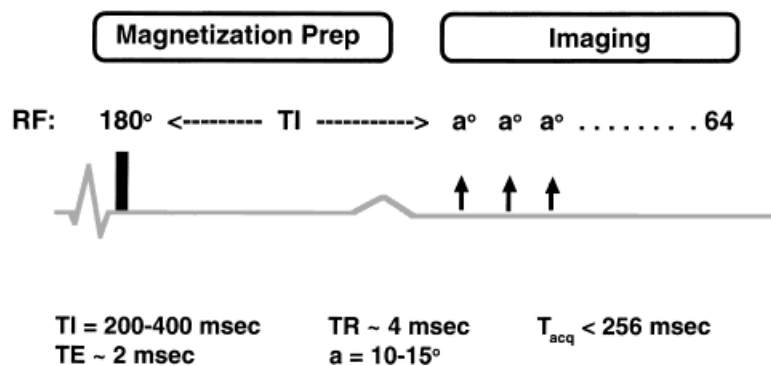 Magnetization Prep Imaging
RF: 180° <--------- TI -----------> a° a° a° . . . . . . . . 64
TI = 200-400 msec TR ~ 4 msec Tacq < 256 msec
TE ~ 2 msec a = 10-15°